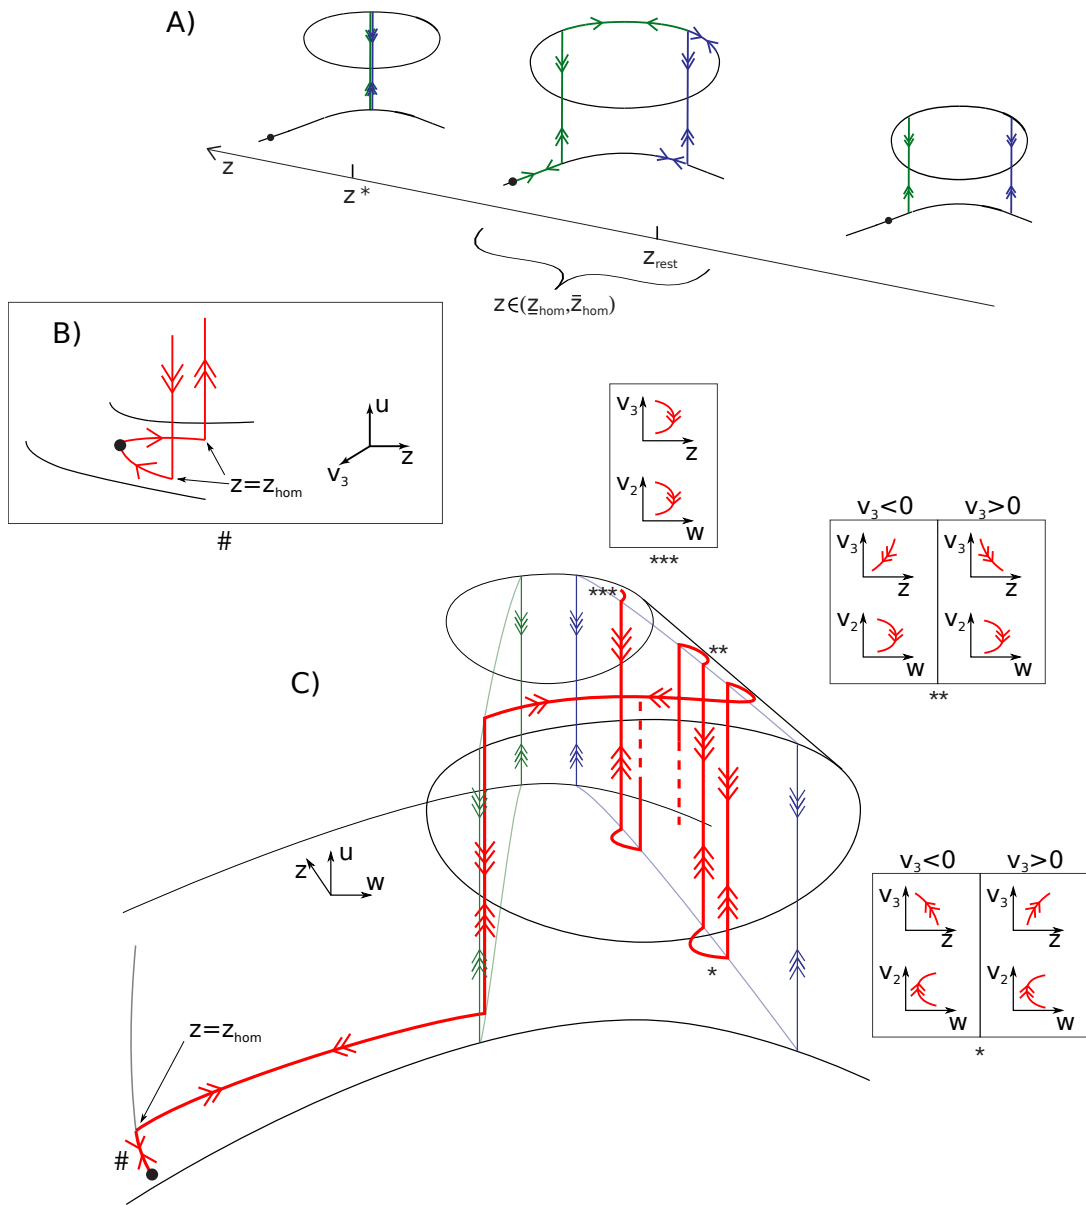 A)
z
z*
z_rest
z∈(z̲_hom,z̄_hom)
B)
u
z
v₃
z=z_hom
#
v₃
z
v₂
w
***
v₃<0 v₃>0
v₃ v₃
z z
v₂ v₂
w w
**
***
**
C)
u
z
w
v₃<0 v₃>0
v₃ v₃
z z
v₂ v₂
w w
*
*
z=z_hom
#